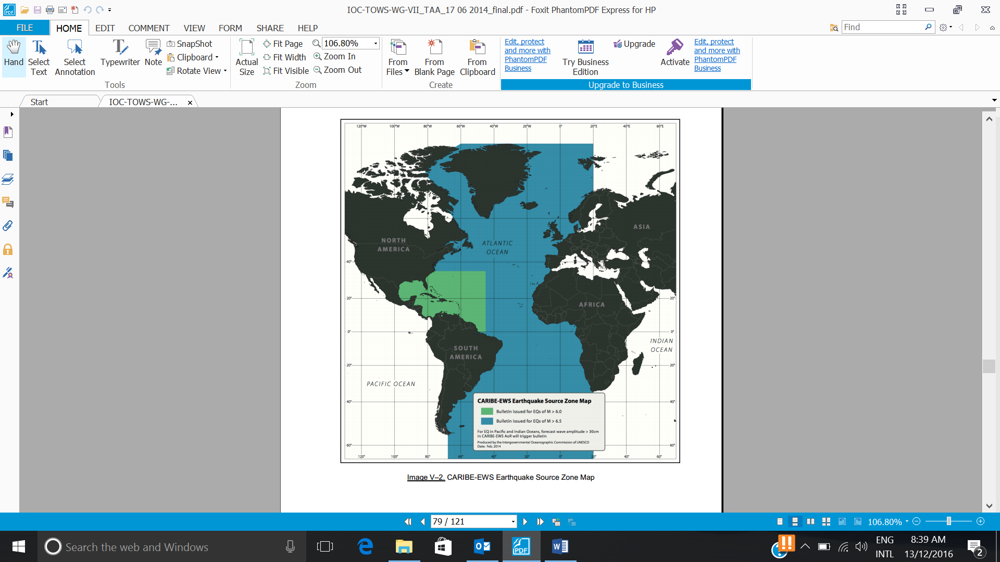 IOC-TOWS-WG-VII_TAA_17 06 2014_final.pdf - Foxit PhantomPDF Express for HP
FILE HOME EDIT COMMENT VIEW FORM SHARE HELP
Find
Hand
Select Text
Select Annotation
Typewriter
Note
SnapShot
Clipboard
Rotate View
Tools
Actual Size
Fit Page
Fit Width
Fit Visible
106.80%
Zoom In
Zoom Out
Zoom
From Files
From Blank Page
From Clipboard
Create
Edit, protect
and more with
PhantomPDF
Business
Try Business Edition
Upgrade
Activate
Edit, protect
and more with
PhantomPDF
Business
Upgrade to Business
Start
IOC-TOWS-WG-...
120°W 100°W 80°W 60°W 40°W 20°W 0° 20°E 40°E 60°E
ASIA
NORTH
AMERICA
ATLANTIC
OCEAN
40°
20° 20°
AFRICA
0° 0°
INDIAN
OCEAN
SOUTH
AMERICA
20° 20°
PACIFIC OCEAN
40° 40°
CARIBE-EWS Earthquake Source Zone Map
Bulletin issued for EQs of M > 6.0
Bulletin issued for EQs of M > 6.5
For EQ in Pacific and Indian Oceans, forecast wave amplitude > 30cm
in CARIBE-EWS AoR will trigger bulletin
Produced by the Intergovernmental Oceanographic Commission of UNESCO
Date: Feb. 2014
60° 60°
120° 100° 80° 60° 40° 20° 0° 20° 40° 60°
Image V–2. CARIBE-EWS Earthquake Source Zone Map
79 / 121
106.80%
Search the web and Windows
ENG
INTL
8:39 AM
13/12/2016
2